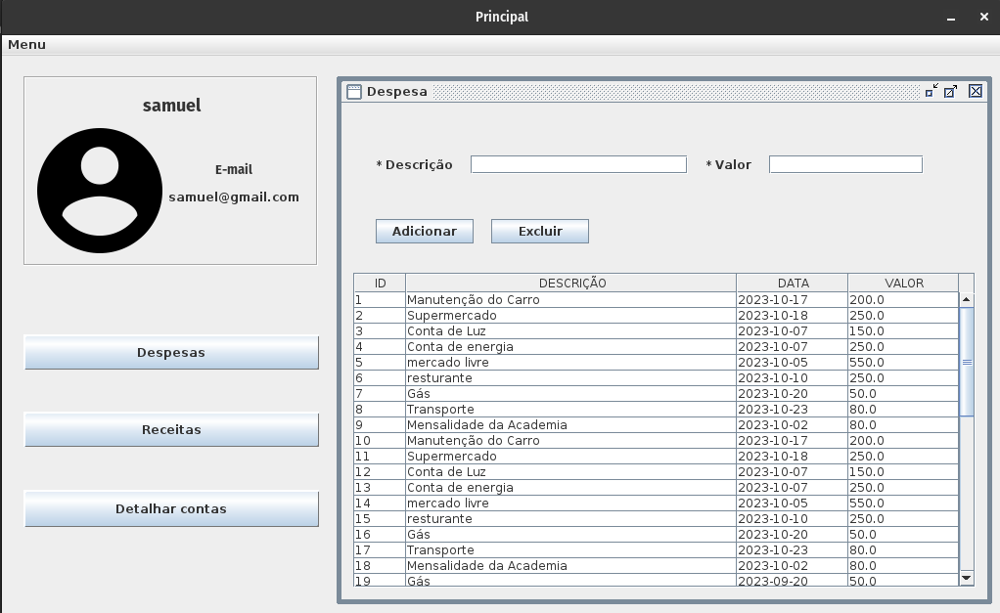 Principal
Menu
samuel
E-mail
samuel@gmail.com
Despesas
Receitas
Detalhar contas
Despesa
* Descrição * Valor
Adicionar Excluir
ID DESCRIÇÃO DATA VALOR
1 Manutenção do Carro 2023-10-17 200.0
2 Supermercado 2023-10-18 250.0
3 Conta de Luz 2023-10-07 150.0
4 Conta de energia 2023-10-07 250.0
5 mercado livre 2023-10-05 550.0
6 resturante 2023-10-10 250.0
7 Gás 2023-10-20 50.0
8 Transporte 2023-10-23 80.0
9 Mensalidade da Academia 2023-10-02 80.0
10 Manutenção do Carro 2023-10-17 200.0
11 Supermercado 2023-10-18 250.0
12 Conta de Luz 2023-10-07 150.0
13 Conta de energia 2023-10-07 250.0
14 mercado livre 2023-10-05 550.0
15 resturante 2023-10-10 250.0
16 Gás 2023-10-20 50.0
17 Transporte 2023-10-23 80.0
18 Mensalidade da Academia 2023-10-02 80.0
19 Gás 2023-09-20 50.0